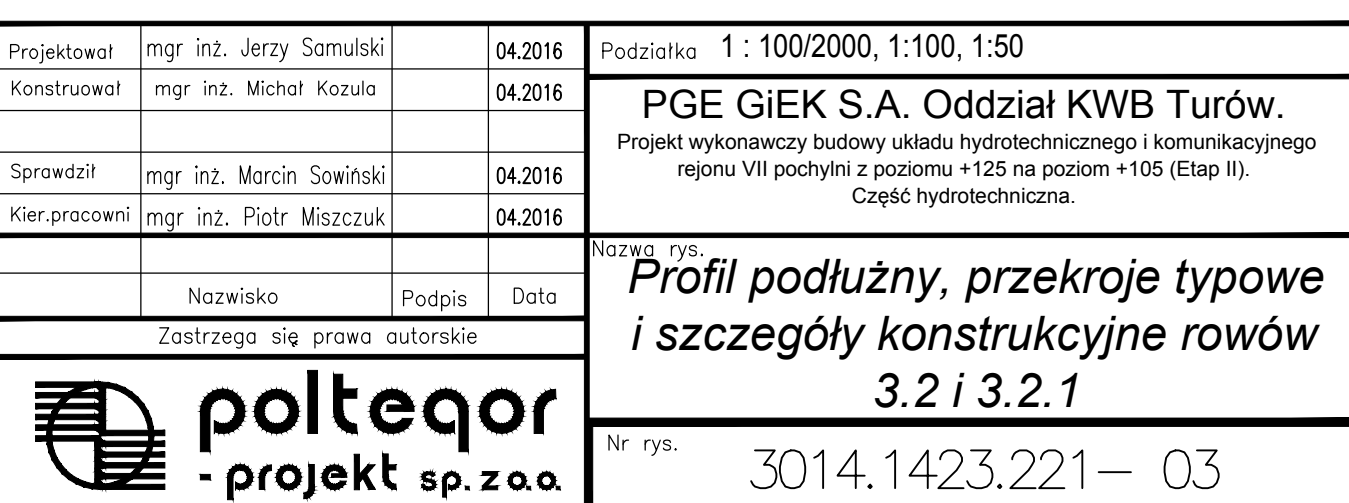 Projektował mgr inż. Jerzy Samulski 04.2016
Konstruował mgr inż. Michał Kozula 04.2016
Sprawdził mgr inż. Marcin Sowiński 04.2016
Kier.pracowni mgr inż. Piotr Miszczuk 04.2016
Nazwisko Podpis Data
Zastrzega się prawa autorskie
poltegor
- projekt sp. z o.o.
Podziałka 1 : 100/2000, 1:100, 1:50
PGE GiEK S.A. Oddział KWB Turów.
Projekt wykonawczy budowy układu hydrotechnicznego i komunikacyjnego
rejonu VII pochylni z poziomu +125 na poziom +105 (Etap II).
Część hydrotechniczna.
Nazwa rys.
Profil podłużny, przekroje typowe
i szczegóły konstrukcyjne rowów
3.2 i 3.2.1
Nr rys. 3014.1423.221– 03